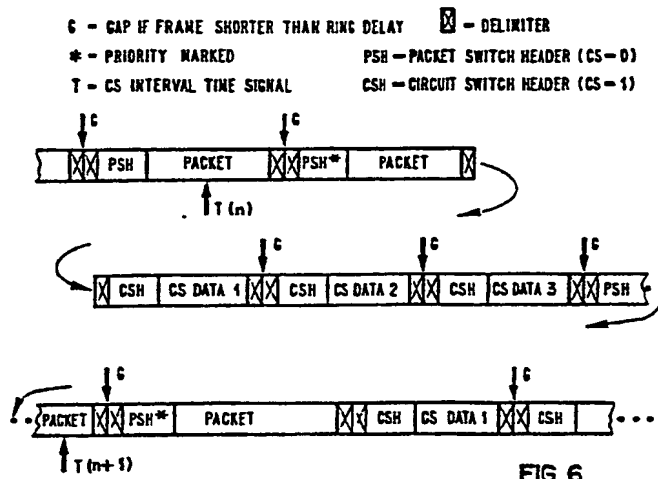 G - GAP IF FRAME SHORTER THAN RING DELAY - DELIMITER
* - PRIORITY MARKED PSH - PACKET SWITCH HEADER (CS-0)
T - CS INTERVAL TIME SIGNAL CSH - CIRCUIT SWITCH HEADER (CS-1)
G G
PSH PACKET PSH* PACKET
T(n)
G G G
CSH CS DATA 1 CSH CS DATA 2 CSH CS DATA 3 PSH
G G
PACKET PSH* PACKET CSH CS DATA 1 CSH
T(n+1)
FIG 6